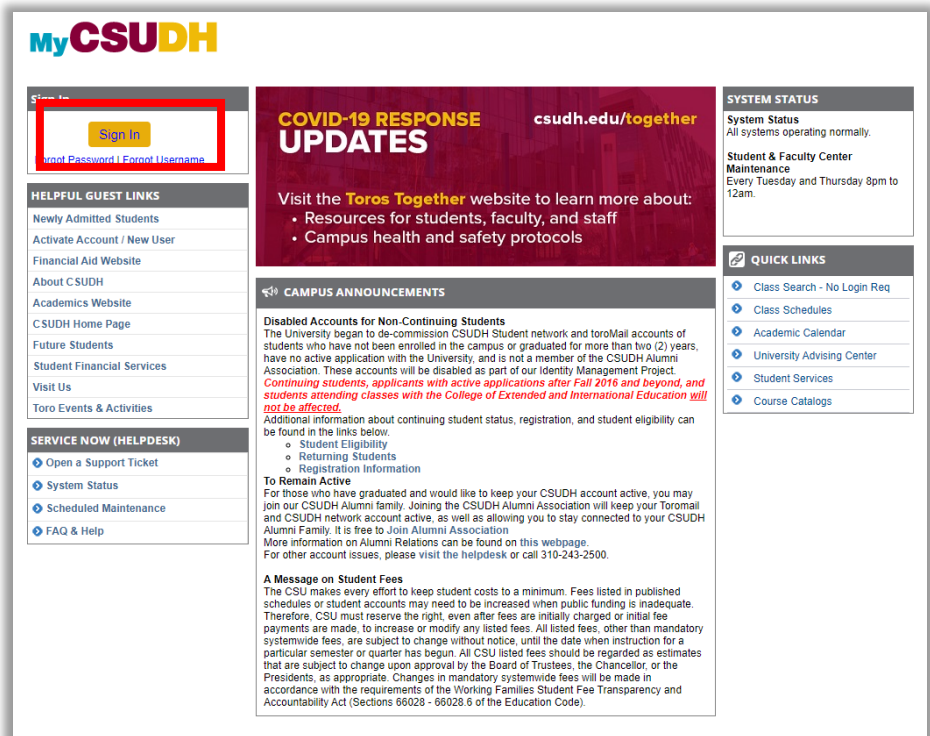 MyCSUDH
Sign In
Sign In
Forgot Password | Forgot Username
HELPFUL GUEST LINKS
Newly Admitted Students
Activate Account / New User
Financial Aid Website
About CSUDH
Academics Website
CSUDH Home Page
Future Students
Student Financial Services
Visit Us
Toro Events & Activities
SERVICE NOW (HELPDESK)
Open a Support Ticket
System Status
Scheduled Maintenance
FAQ & Help
COVID-19 RESPONSE
UPDATES
csudh.edu/together
Visit the Toros Together website to learn more about:
• Resources for students, faculty, and staff
• Campus health and safety protocols
CAMPUS ANNOUNCEMENTS
Disabled Accounts for Non-Continuing Students
The University began to de-commission CSUDH Student network and toroMail accounts of
students who have not been enrolled in the campus or graduated for more than two (2) years,
have no active application with the University, and is not a member of the CSUDH Alumni
Association. These accounts will be disabled as part of our Identity Management Project.
Continuing students, applicants with active applications after Fall 2016 and beyond, and
students attending classes with the College of Extended and International Education will
not be affected.
Additional information about continuing student status, registration, and student eligibility can
be found in the links below.
Student Eligibility
Returning Students
Registration Information
To Remain Active
For those who have graduated and would like to keep your CSUDH account active, you may
join our CSUDH Alumni family. Joining the CSUDH Alumni Association will keep your Toromail
and CSUDH network account active, as well as allowing you to stay connected to your CSUDH
Alumni Family. It is free to Join Alumni Association
More information on Alumni Relations can be found on this webpage.
For other account issues, please visit the helpdesk or call 310-243-2500.
A Message on Student Fees
The CSU makes every effort to keep student costs to a minimum. Fees listed in published
schedules or student accounts may need to be increased when public funding is inadequate.
Therefore, CSU must reserve the right, even after fees are initially charged or initial fee
payments are made, to increase or modify any listed fees. All listed fees, other than mandatory
systemwide fees, are subject to change without notice, until the date when instruction for a
particular semester or quarter has begun. All CSU listed fees should be regarded as estimates
that are subject to change upon approval by the Board of Trustees, the Chancellor, or the
Presidents, as appropriate. Changes in mandatory systemwide fees will be made in
accordance with the requirements of the Working Families Student Fee Transparency and
Accountability Act (Sections 66028 - 66028.6 of the Education Code).
SYSTEM STATUS
System Status
All systems operating normally.
Student & Faculty Center
Maintenance
Every Tuesday and Thursday 8pm to
12am.
QUICK LINKS
Class Search - No Login Req
Class Schedules
Academic Calendar
University Advising Center
Student Services
Course Catalogs